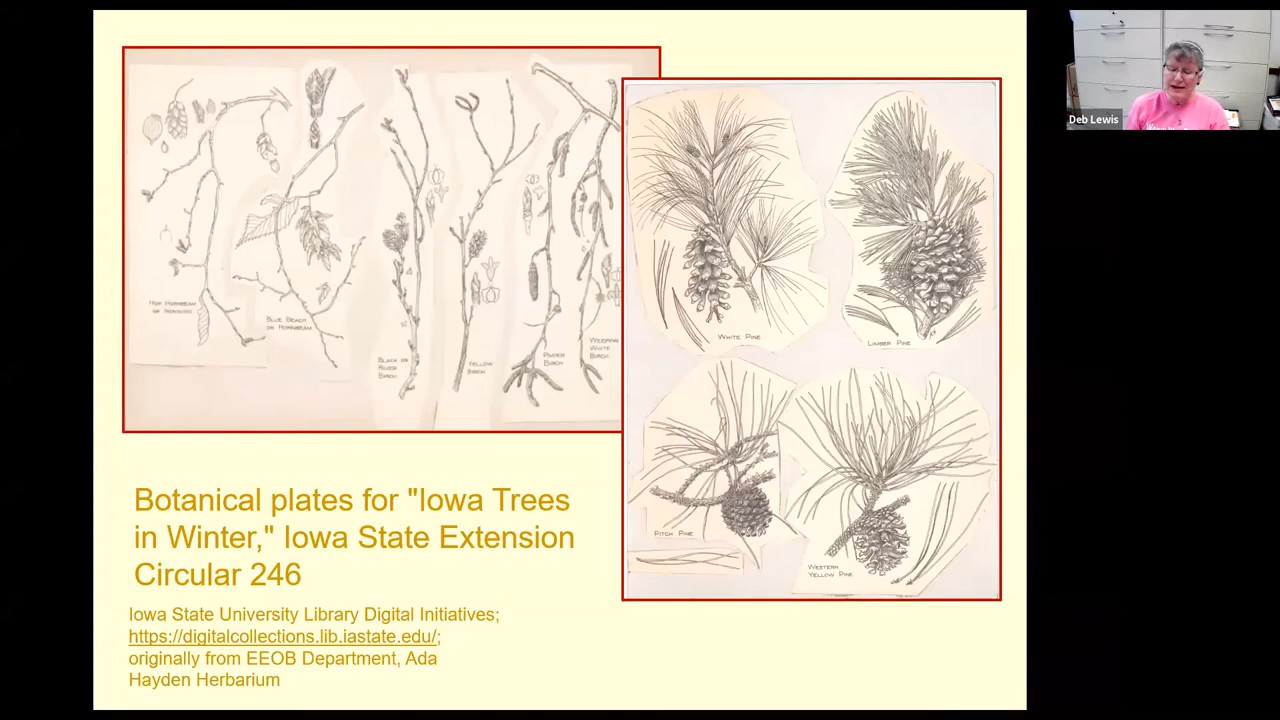 Hop Hornbeam
or Ironwood
Blue Beach
or Hornbeam
Black or
River
Birch
Yellow
Birch
Paper
Birch
Western
White
Birch
White Pine
Limber Pine
Pitch Pine
Western
Yellow Pine
Botanical plates for "Iowa Trees
in Winter," Iowa State Extension
Circular 246
Iowa State University Library Digital Initiatives;
https://digitalcollections.lib.iastate.edu/;
originally from EEOB Department, Ada
Hayden Herbarium
Deb Lewis